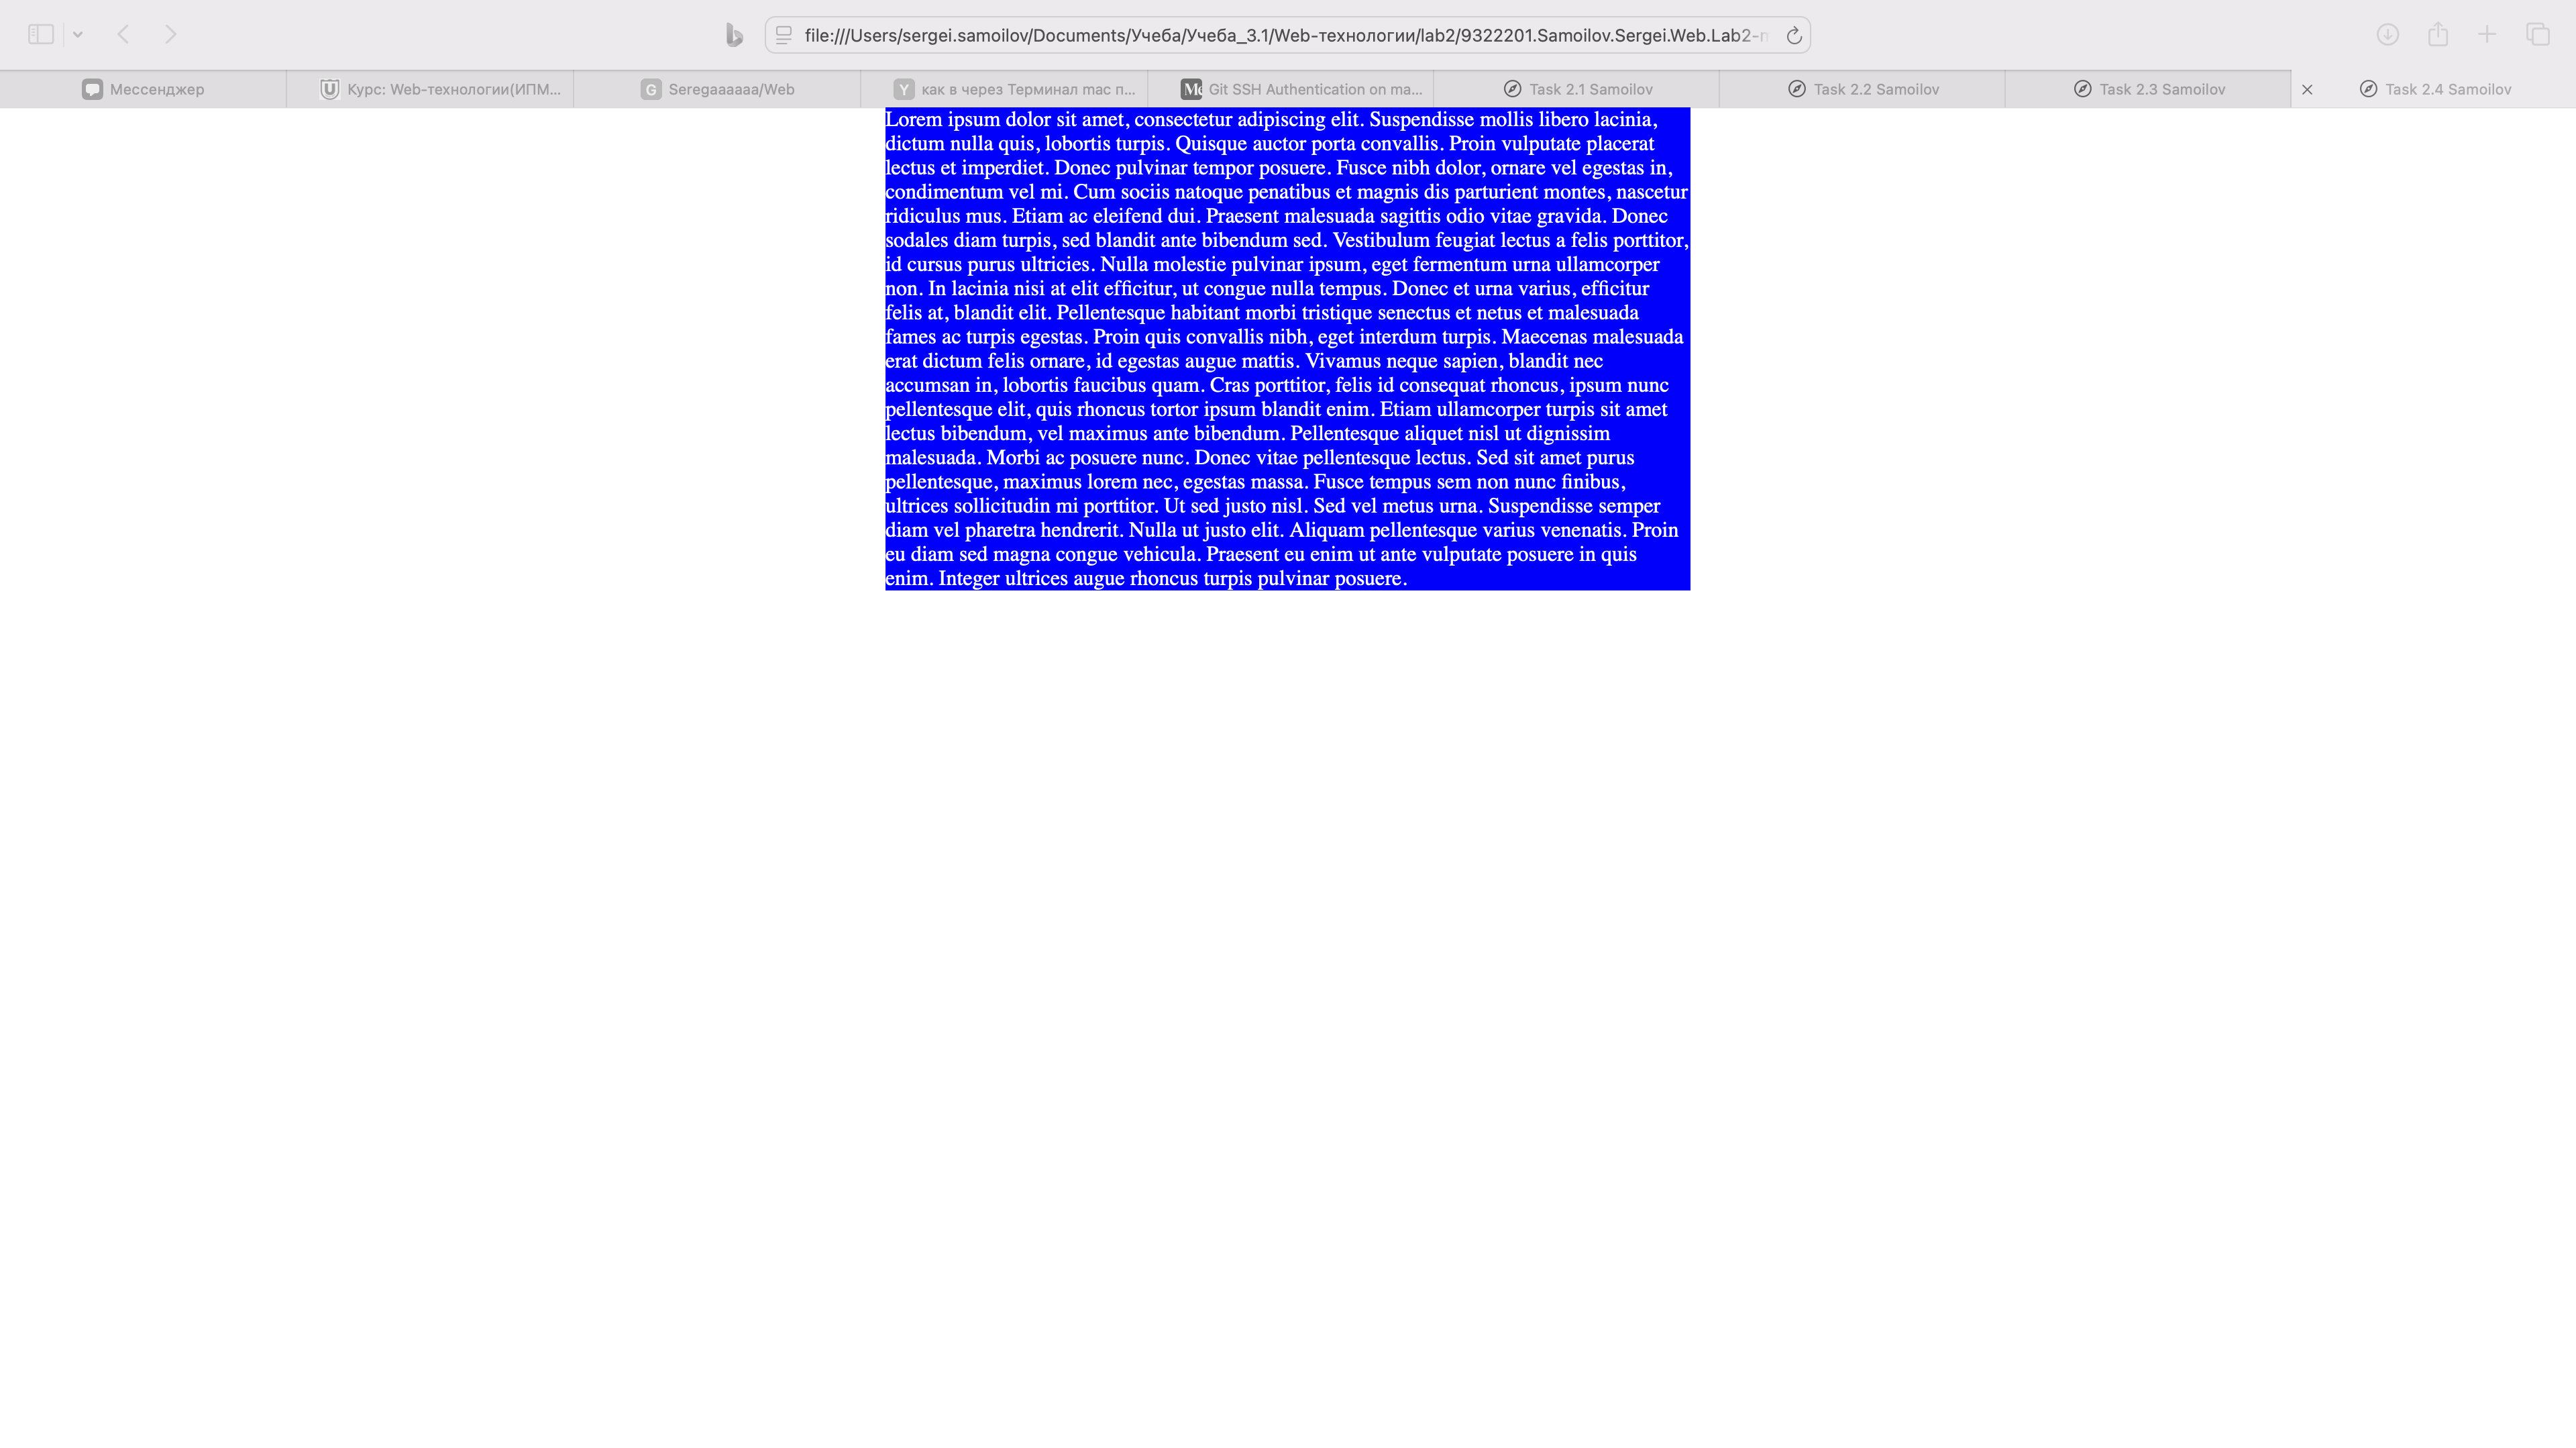 file:///Users/sergei.samoilov/Documents/Учеба/Учеба_3.1/Web-технологии/lab2/9322201.Samoilov.Sergei.Web.Lab2-
Мессенджер
Курс: Web-технологии(ИПМ...
G Seregaaaaaa/Web
Y как в через Терминал mac п...
Git SSH Authentication on ma...
Task 2.1 Samoilov
Task 2.2 Samoilov
Task 2.3 Samoilov
Task 2.4 Samoilov
Lorem ipsum dolor sit amet, consectetur adipiscing elit. Suspendisse mollis libero lacinia,
dictum nulla quis, lobortis turpis. Quisque auctor porta convallis. Proin vulputate placerat
lectus et imperdiet. Donec pulvinar tempor posuere. Fusce nibh dolor, ornare vel egestas in,
condimentum vel mi. Cum sociis natoque penatibus et magnis dis parturient montes, nascetur
ridiculus mus. Etiam ac eleifend dui. Praesent malesuada sagittis odio vitae gravida. Donec
sodales diam turpis, sed blandit ante bibendum sed. Vestibulum feugiat lectus a felis porttitor,
id cursus purus ultricies. Nulla molestie pulvinar ipsum, eget fermentum urna ullamcorper
non. In lacinia nisi at elit efficitur, ut congue nulla tempus. Donec et urna varius, efficitur
felis at, blandit elit. Pellentesque habitant morbi tristique senectus et netus et malesuada
fames ac turpis egestas. Proin quis convallis nibh, eget interdum turpis. Maecenas malesuada
erat dictum felis ornare, id egestas augue mattis. Vivamus neque sapien, blandit nec
accumsan in, lobortis faucibus quam. Cras porttitor, felis id consequat rhoncus, ipsum nunc
pellentesque elit, quis rhoncus tortor ipsum blandit enim. Etiam ullamcorper turpis sit amet
lectus bibendum, vel maximus ante bibendum. Pellentesque aliquet nisl ut dignissim
malesuada. Morbi ac posuere nunc. Donec vitae pellentesque lectus. Sed sit amet purus
pellentesque, maximus lorem nec, egestas massa. Fusce tempus sem non nunc finibus,
ultrices sollicitudin mi porttitor. Ut sed justo nisl. Sed vel metus urna. Suspendisse semper
diam vel pharetra hendrerit. Nulla ut justo elit. Aliquam pellentesque varius venenatis. Proin
eu diam sed magna congue vehicula. Praesent eu enim ut ante vulputate posuere in quis
enim. Integer ultrices augue rhoncus turpis pulvinar posuere.